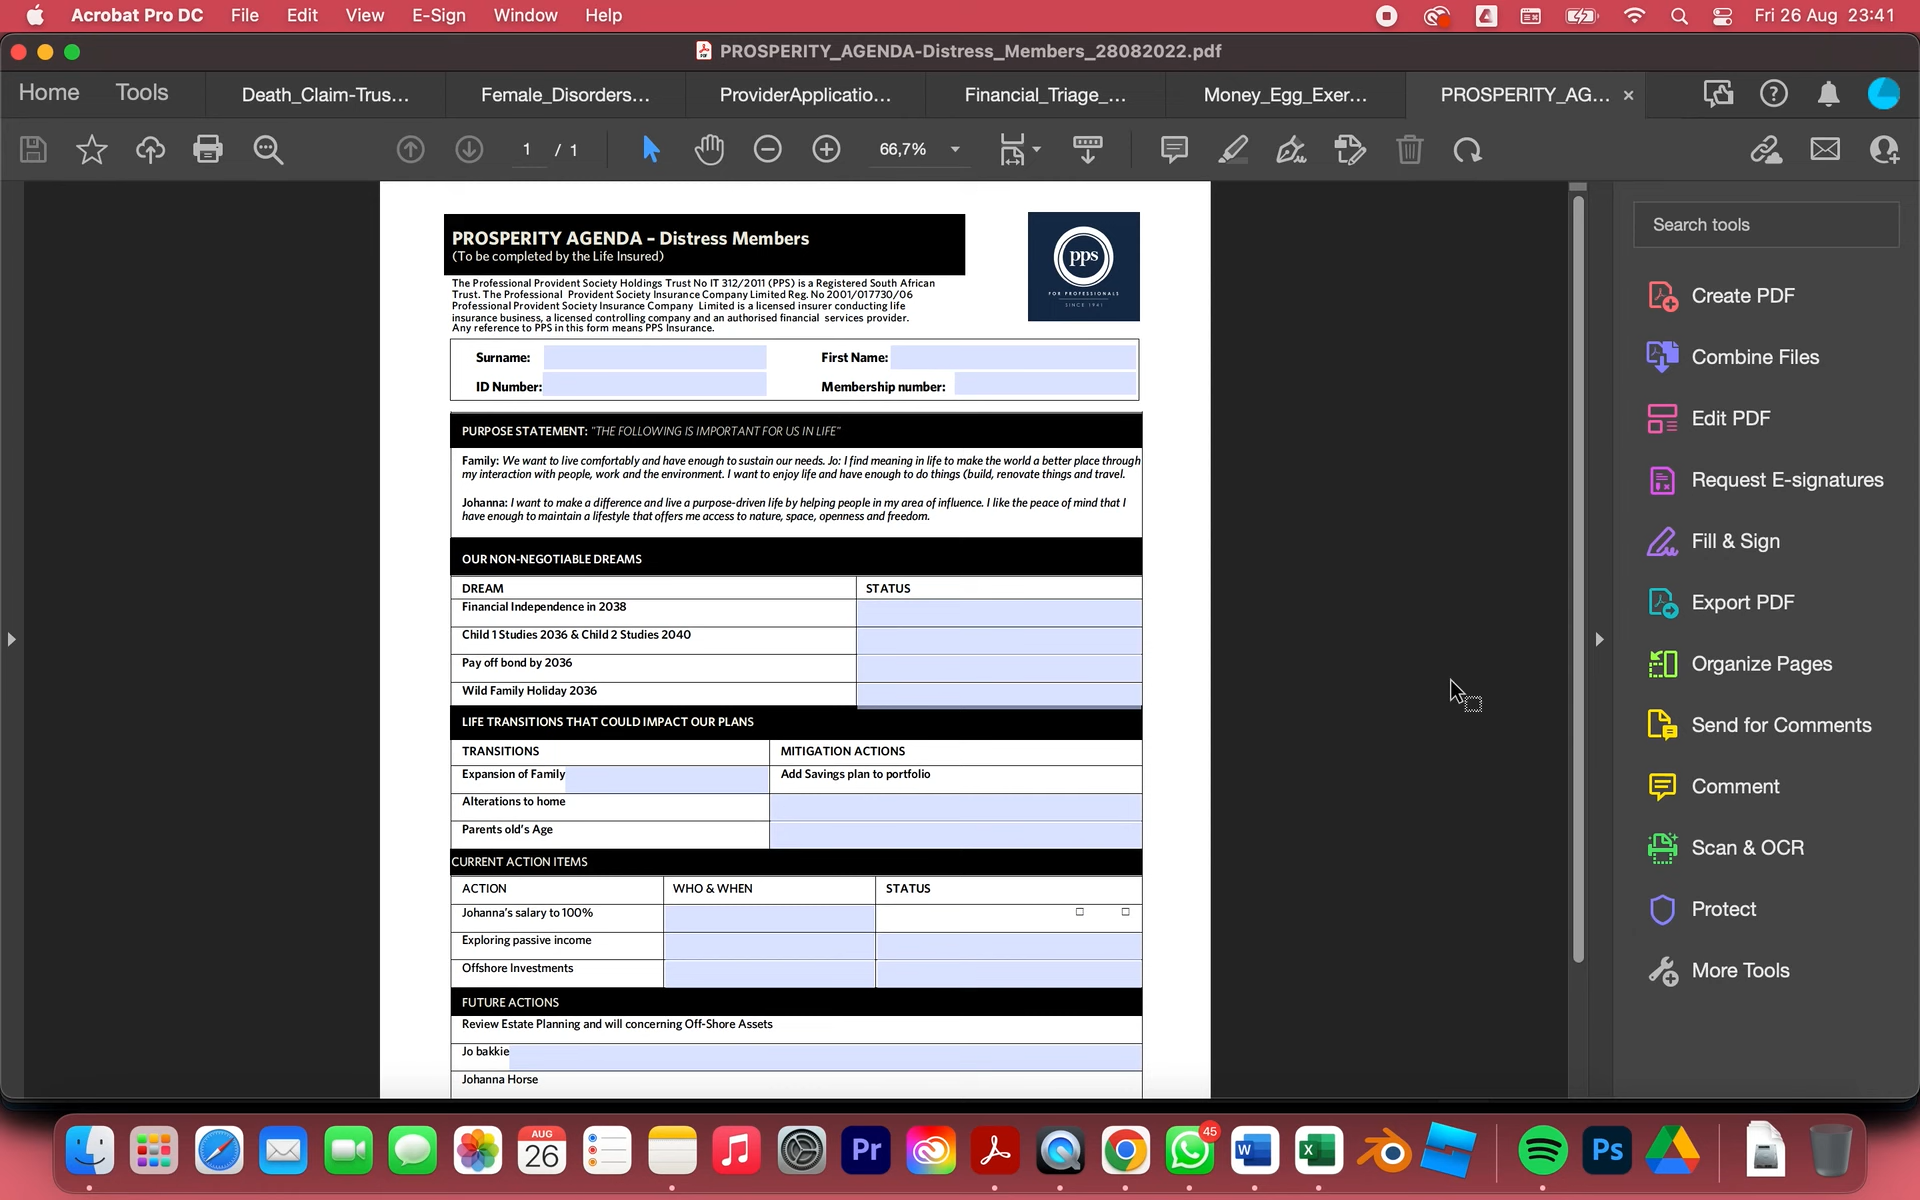 Acrobat Pro DC File Edit View E-Sign Window Help Fri 26 Aug 23:41
PROSPERITY_AGENDA-Distress_Members_28082022.pdf
Home Tools Death_Claim-Trus... Female_Disorders... ProviderApplicatio... Financial_Triage_... Money_Egg_Exer... PROSPERITY_AG...
1 / 1 66,7%
PROSPERITY AGENDA – Distress Members
(To be completed by the Life Insured)
The Professional Provident Society Holdings Trust No IT 312/2011 (PPS) is a Registered South African
Trust. The Professional Provident Society Insurance Company Limited Reg. No 2001/017730/06
Professional Provident Society Insurance Company Limited is a licensed insurer conducting life
insurance business, a licensed controlling company and an authorised financial services provider.
Any reference to PPS in this form means PPS Insurance.
pps
FOR PROFESSIONALS
SINCE 1941
Surname: First Name:
ID Number: Membership number:
PURPOSE STATEMENT: "THE FOLLOWING IS IMPORTANT FOR US IN LIFE"
Family: We want to live comfortably and have enough to sustain our needs. Jo: I find meaning in life to make the world a better place through
my interaction with people, work and the environment. I want to enjoy life and have enough to do things (build, renovate things and travel.
Johanna: I want to make a difference and live a purpose-driven life by helping people in my area of influence. I like the peace of mind that I
have enough to maintain a lifestyle that offers me access to nature, space, openness and freedom.
OUR NON-NEGOTIABLE DREAMS
DREAM STATUS
Financial Independence in 2038
Child 1 Studies 2036 & Child 2 Studies 2040
Pay off bond by 2036
Wild Family Holiday 2036
LIFE TRANSITIONS THAT COULD IMPACT OUR PLANS
TRANSITIONS MITIGATION ACTIONS
Expansion of Family Add Savings plan to portfolio
Alterations to home
Parents old's Age
CURRENT ACTION ITEMS
ACTION WHO & WHEN STATUS
Johanna's salary to 100%
Exploring passive income
Offshore Investments
FUTURE ACTIONS
Review Estate Planning and will concerning Off-Shore Assets
Jo bakkie
Johanna Horse
Search tools
Create PDF
Combine Files
Edit PDF
Request E-signatures
Fill & Sign
Export PDF
Organize Pages
Send for Comments
Comment
Scan & OCR
Protect
More Tools
AUG
26
Pr
45
W
X
Ps